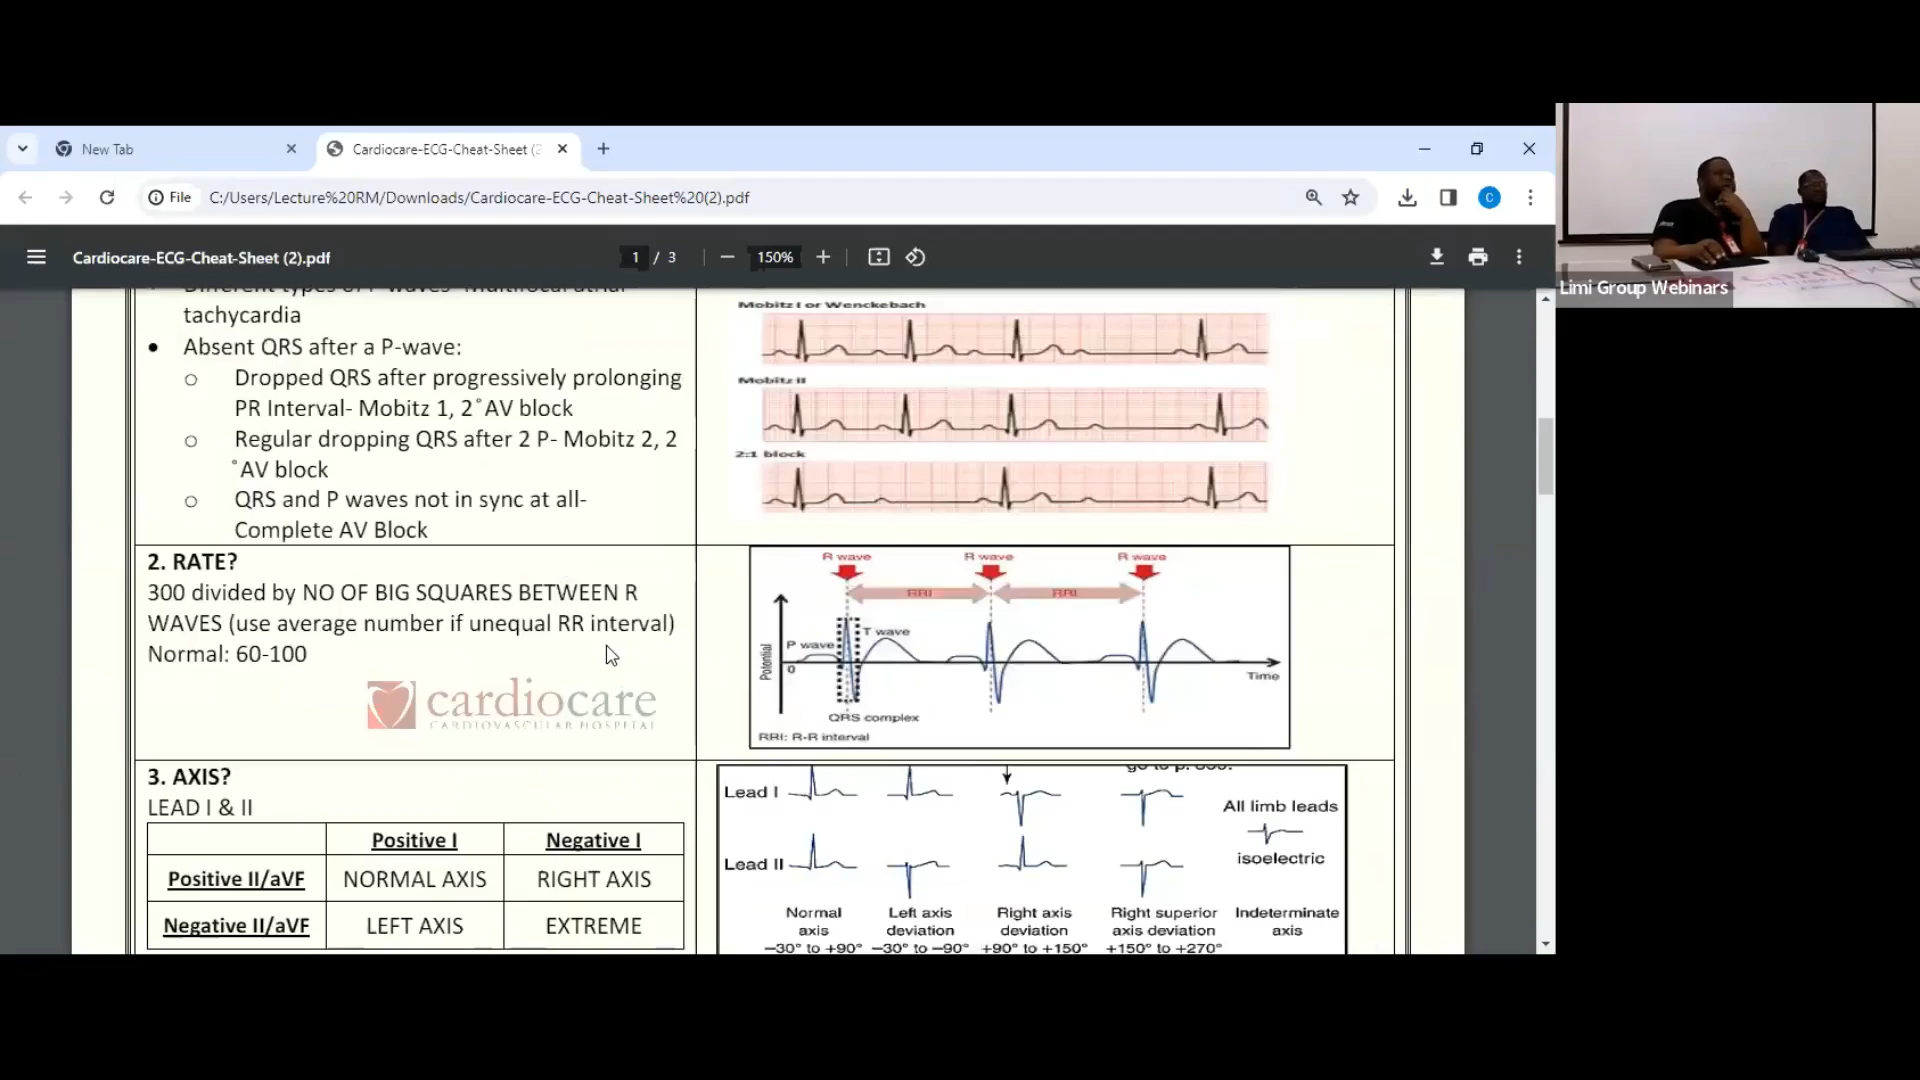 New Tab
Cardiocare-ECG-Cheat-Sheet (2
File
C:/Users/Lecture%20RM/Downloads/Cardiocare-ECG-Cheat-Sheet%20(2).pdf
C
Cardiocare-ECG-Cheat-Sheet (2).pdf
1 / 3
150%
Limi Group Webinars
tachycardia
• Absent QRS after a P-wave:
o Dropped QRS after progressively prolonging
PR Interval- Mobitz 1, 2˚AV block
o Regular dropping QRS after 2 P- Mobitz 2, 2
˚AV block
o QRS and P waves not in sync at all-
Complete AV Block
Mobitz I or Wenckebach
Mobitz II
2:1 block
2. RATE?
300 divided by NO OF BIG SQUARES BETWEEN R
WAVES (use average number if unequal RR interval)
Normal: 60-100
cardiocare
CARDIOVASCULAR HOSPITAL
R wave R wave R wave
RRI RRI
P wave
T wave
Potential
0
Time
QRS complex
RRI: R-R interval
3. AXIS?
LEAD I & II
Positive I Negative I
Positive II/aVF NORMAL AXIS RIGHT AXIS
Negative II/aVF LEFT AXIS EXTREME
Lead I
Lead II
All limb leads
isoelectric
Normal Left axis Right axis Right superior Indeterminate
axis deviation deviation axis deviation axis
−30° to +90° −30° to −90° +90° to +150° +150° to +270°